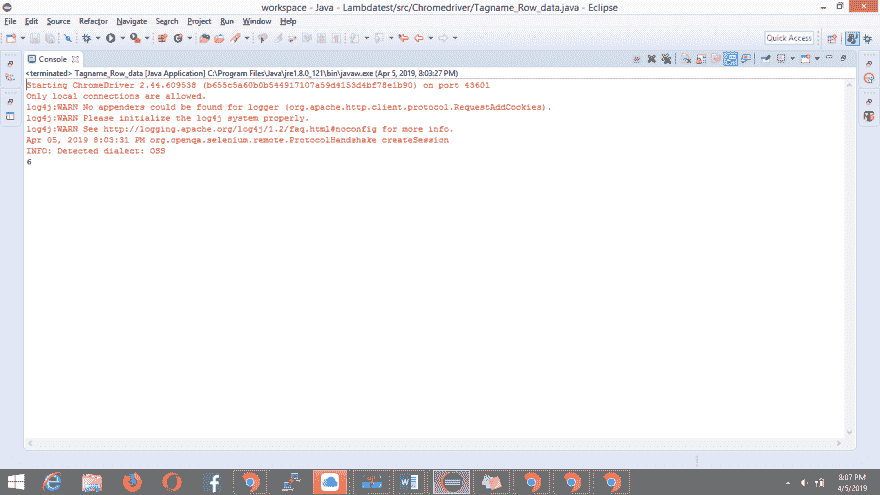 workspace - Java - Lambdatest/src/Chromedriver/Tagname_Row_data.java - Eclipse
File Edit Source Refactor Navigate Search Project Run Window Help
Quick Access
Console
<terminated> Tagname_Row_data [Java Application] C:\Program Files\Java\jre1.8.0_121\bin\javaw.exe (Apr 5, 2019, 8:03:27 PM)
Starting ChromeDriver 2.44.609538 (b655c5a60b0b544917107a59d4153d4bf78e1b90) on port 43601
Only local connections are allowed.
log4j:WARN No appenders could be found for logger (org.apache.http.client.protocol.RequestAddCookies).
log4j:WARN Please initialize the log4j system properly.
log4j:WARN See http://logging.apache.org/log4j/1.2/faq.html#noconfig for more info.
Apr 05, 2019 8:03:31 PM org.openqa.selenium.remote.ProtocolHandshake createSession
INFO: Detected dialect: OSS
6
8:07 PM
4/5/2019